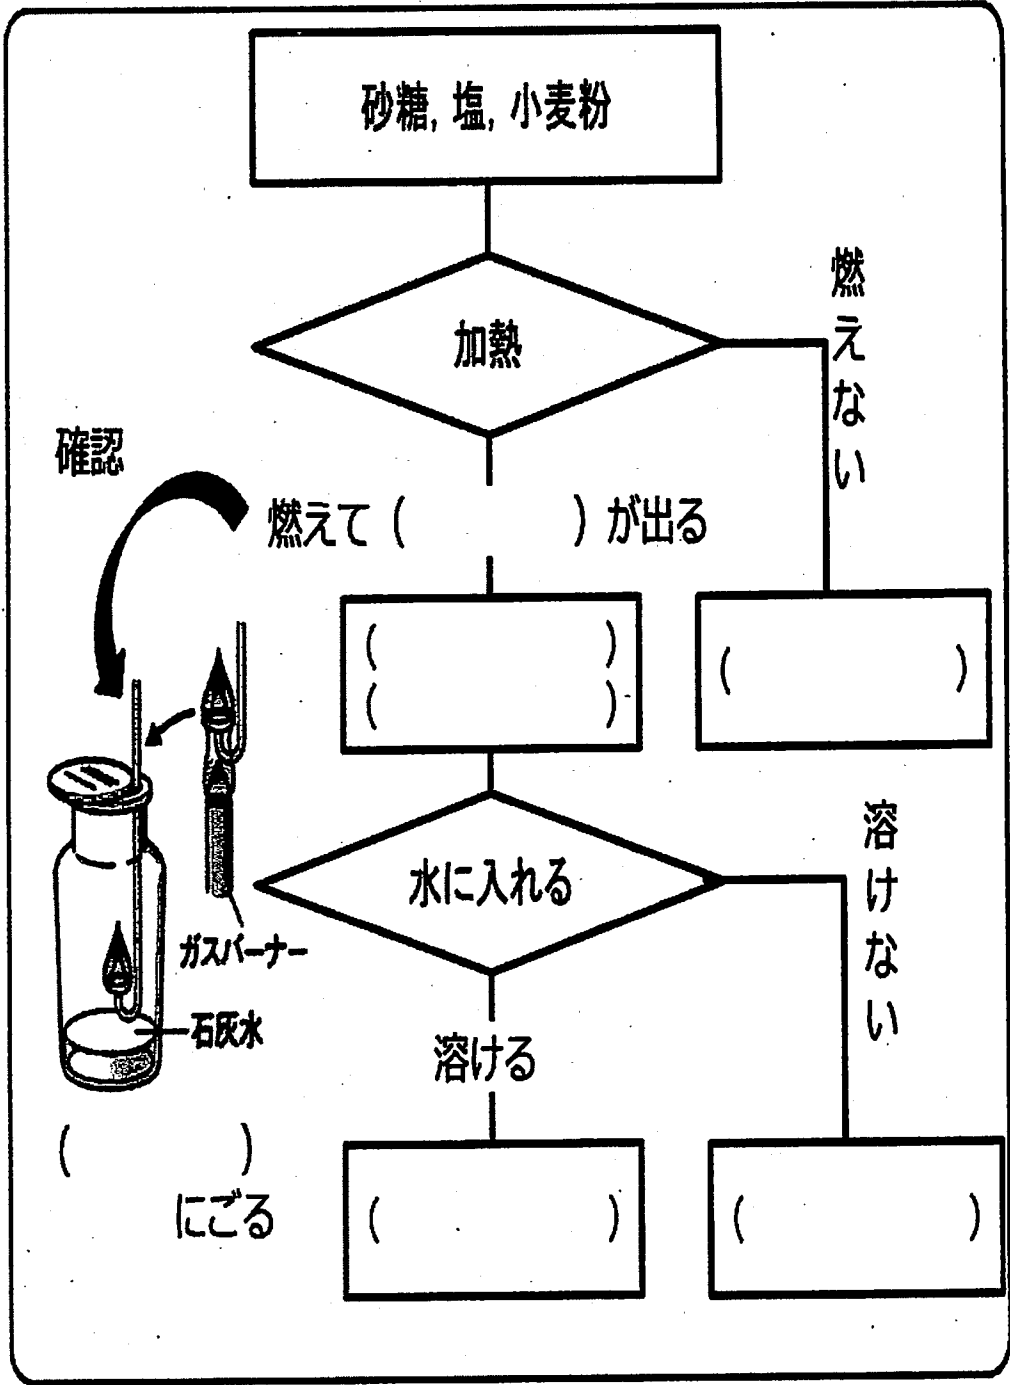 砂糖, 塩, 小麦粉
加熱
燃えない
確認
燃えて (　　　　) が出る
(　　　　)
(　　　　)
(　　　　)
水に入れる
溶けない
ガスバーナー
石灰水
溶ける
(　　　　)
にごる
(　　　　)
(　　　　)